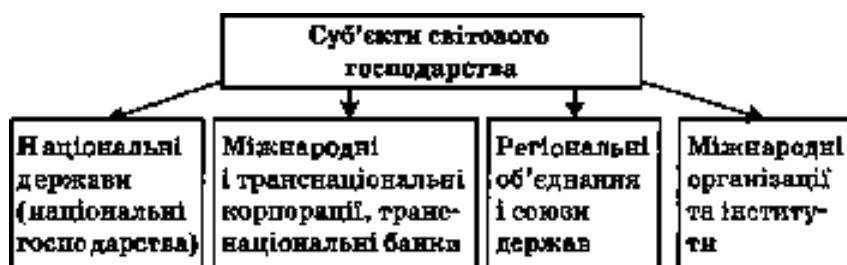 Суб’єкти світового
господарства
Національні
держави
(національні
господарства)
Міжнародні
і транснаціональні
корпорації, транс-
національні банки
Регіональні
об’єднання
і союзи
держав
Міжнародні
організації
та інститу-
ти